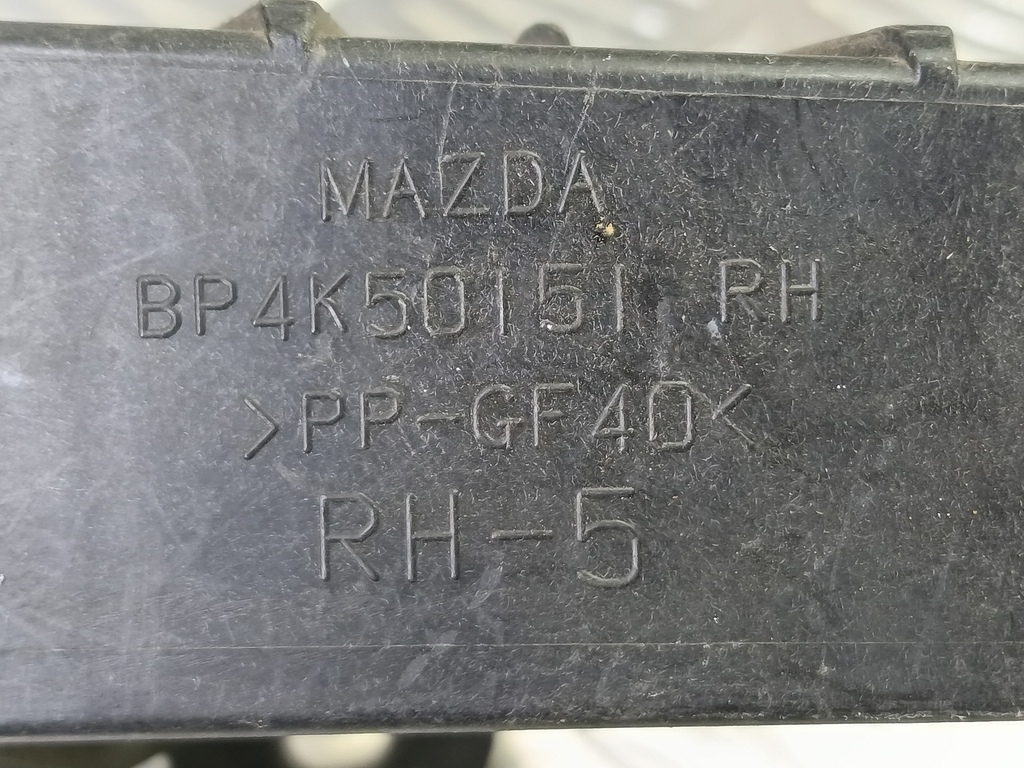 MAZDA
BP4K50151 RH
>PP-GF40<
RH-5